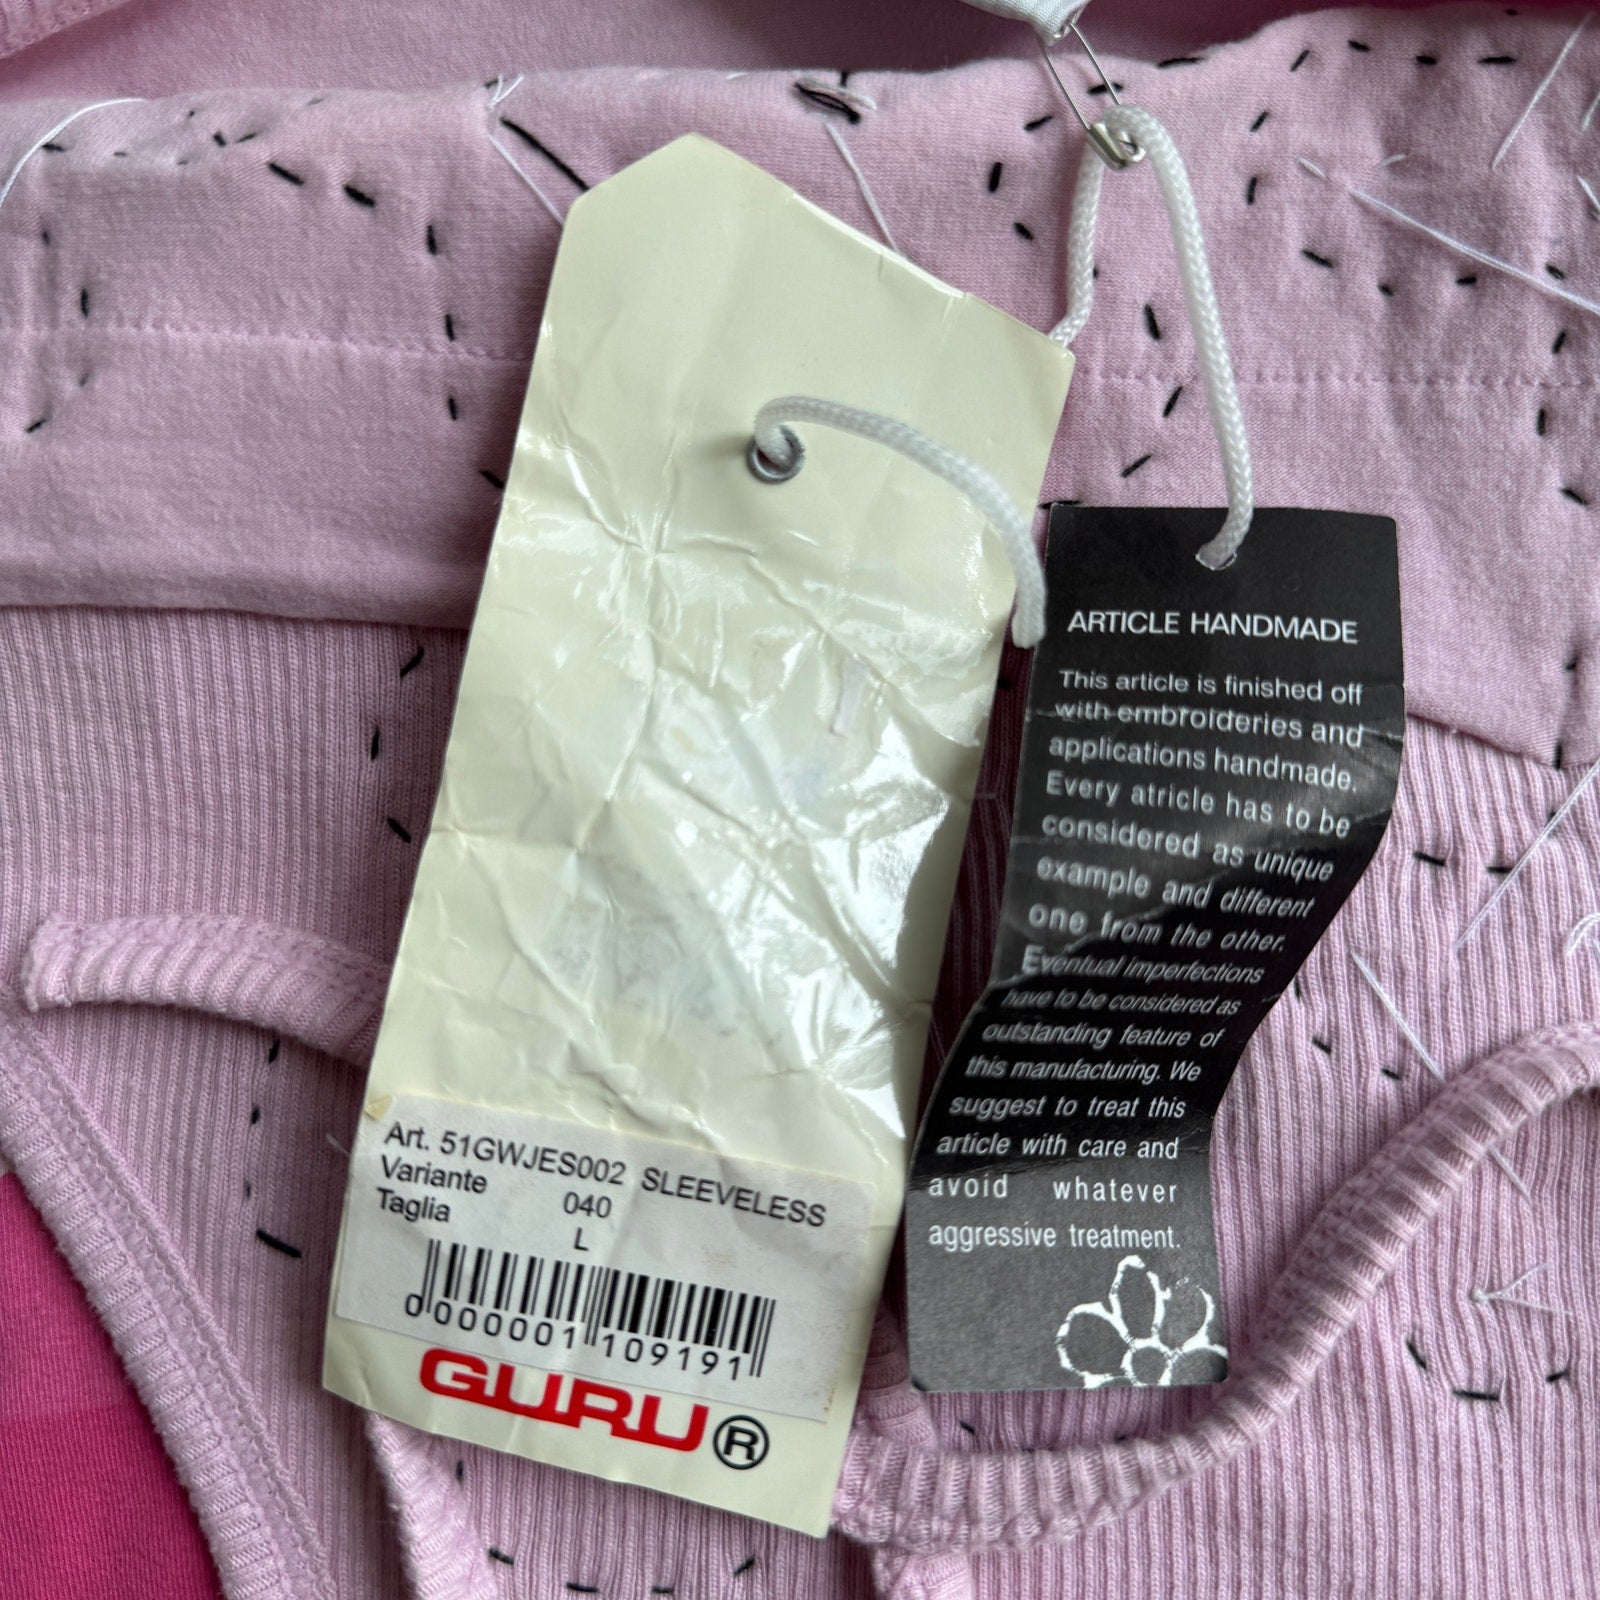 Art. 51GWJES002 SLEEVELESS
Variante 040
Taglia L
0000001109191
GURU ®
ARTICLE HANDMADE
This article is finished off
with embroideries and
applications handmade.
Every atricle has to be
considered as unique
example and different
one from the other.
Eventual imperfections
have to be considered as
outstanding feature of
this manufacturing. We
suggest to treat this
article with care and
avoid whatever
aggressive treatment.